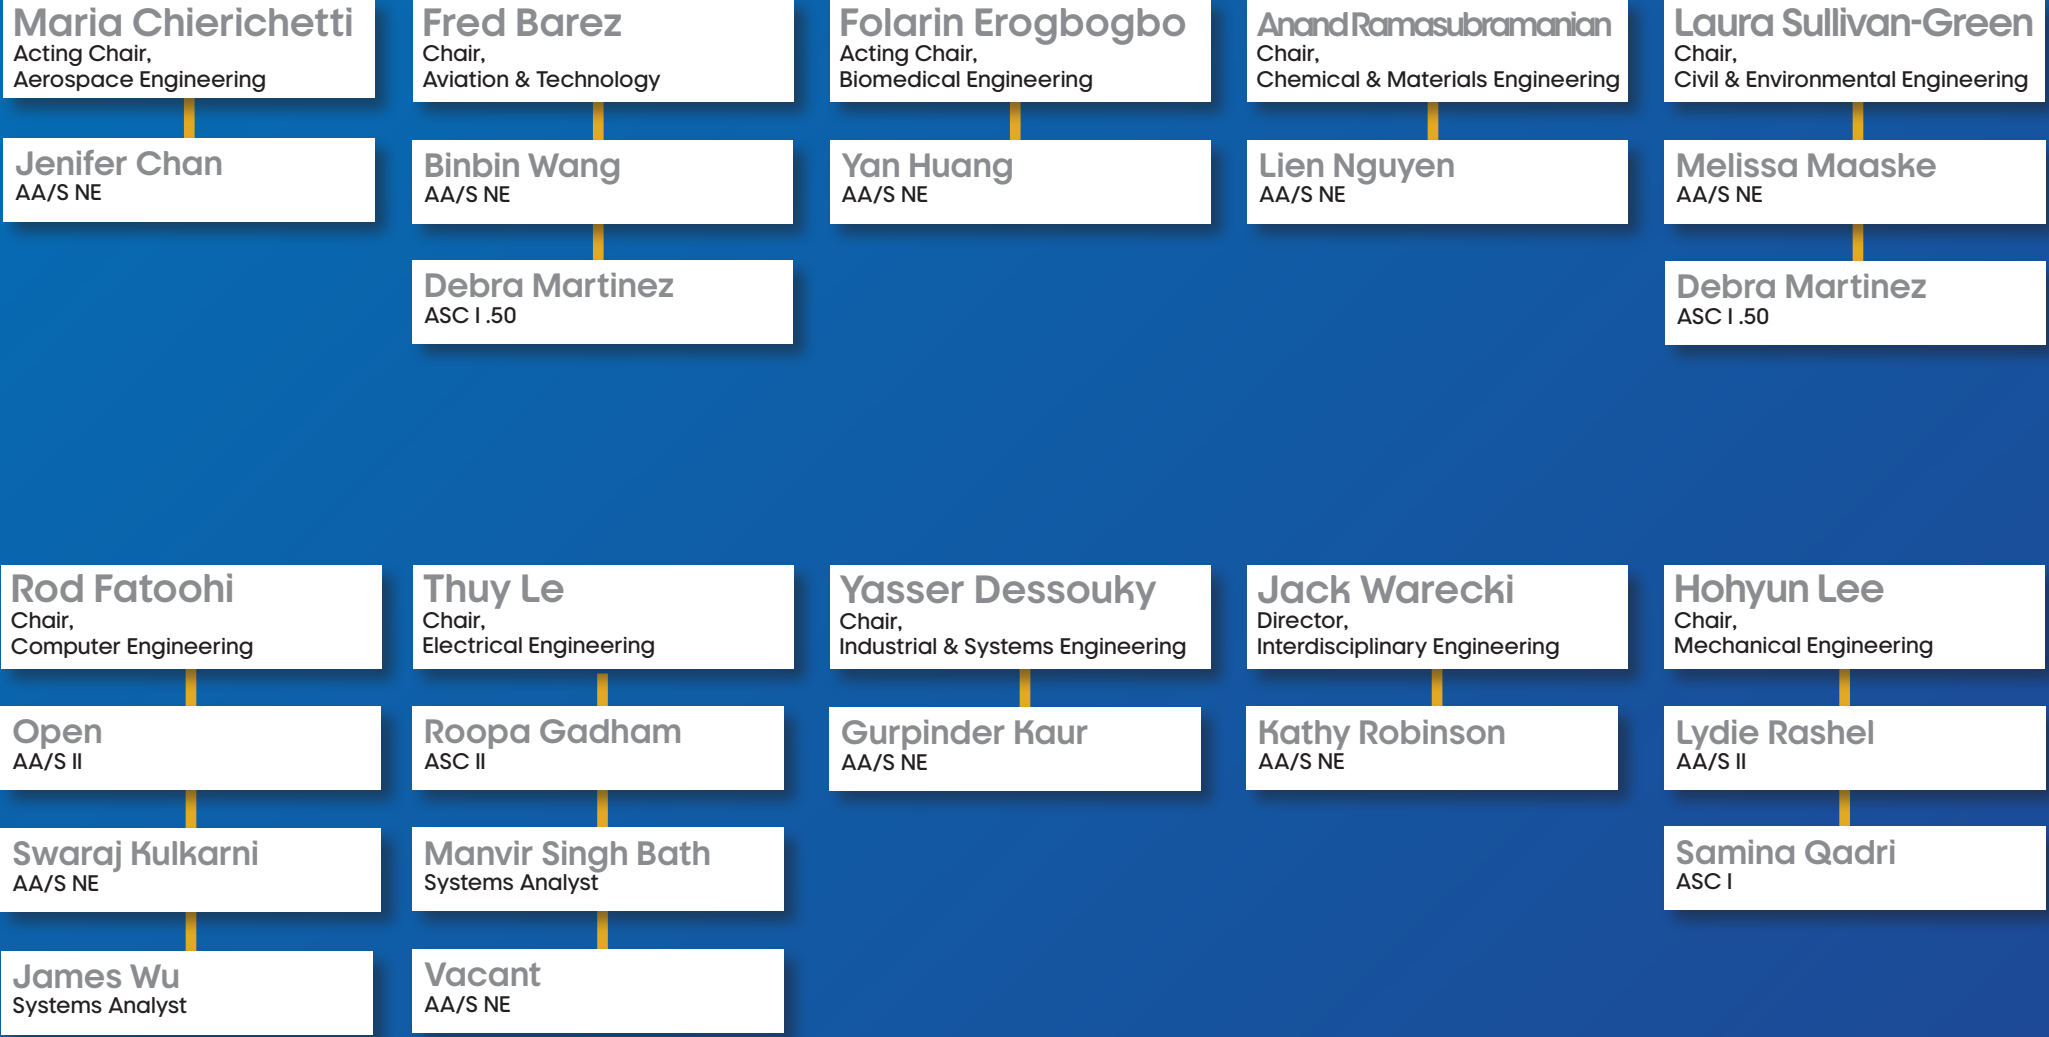 Maria Chierichetti
Acting Chair,
Aerospace Engineering
Jenifer Chan
AA/S NE
Fred Barez
Chair,
Aviation & Technology
Binbin Wang
AA/S NE
Debra Martinez
ASC I .50
Folarin Erogbogbo
Acting Chair,
Biomedical Engineering
Yan Huang
AA/S NE
Anand Ramasubramanian
Chair,
Chemical & Materials Engineering
Lien Nguyen
AA/S NE
Laura Sullivan-Green
Chair,
Civil & Environmental Engineering
Melissa Maaske
AA/S NE
Debra Martinez
ASC I .50
Rod Fatoohi
Chair,
Computer Engineering
Open
AA/S II
Swaraj Kulkarni
AA/S NE
James Wu
Systems Analyst
Thuy Le
Chair,
Electrical Engineering
Roopa Gadham
ASC II
Manvir Singh Bath
Systems Analyst
Vacant
AA/S NE
Yasser Dessouky
Chair,
Industrial & Systems Engineering
Gurpinder Kaur
AA/S NE
Jack Warecki
Director,
Interdisciplinary Engineering
Kathy Robinson
AA/S NE
Hohyun Lee
Chair,
Mechanical Engineering
Lydie Rashel
AA/S II
Samina Qadri
ASC I